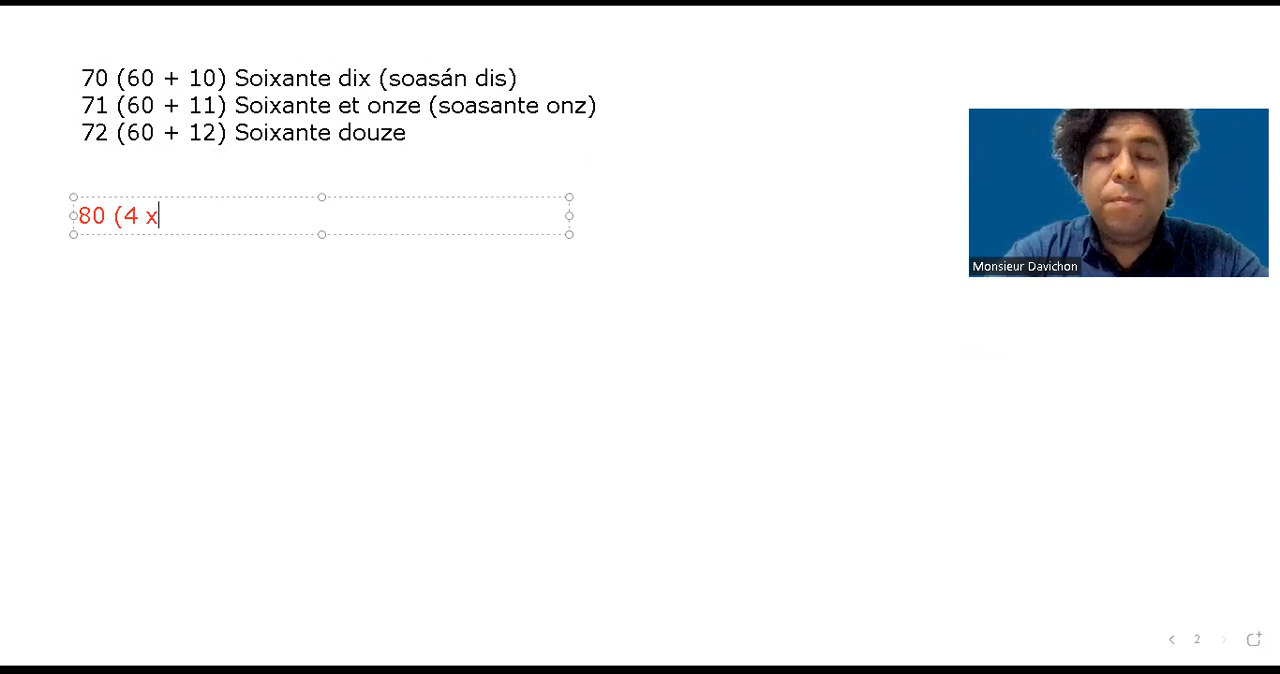 70 (60 + 10) Soixante dix (soasán dis)
71 (60 + 11) Soixante et onze (soasante onz)
72 (60 + 12) Soixante douze
80 (4 x
Monsieur Davichon
2